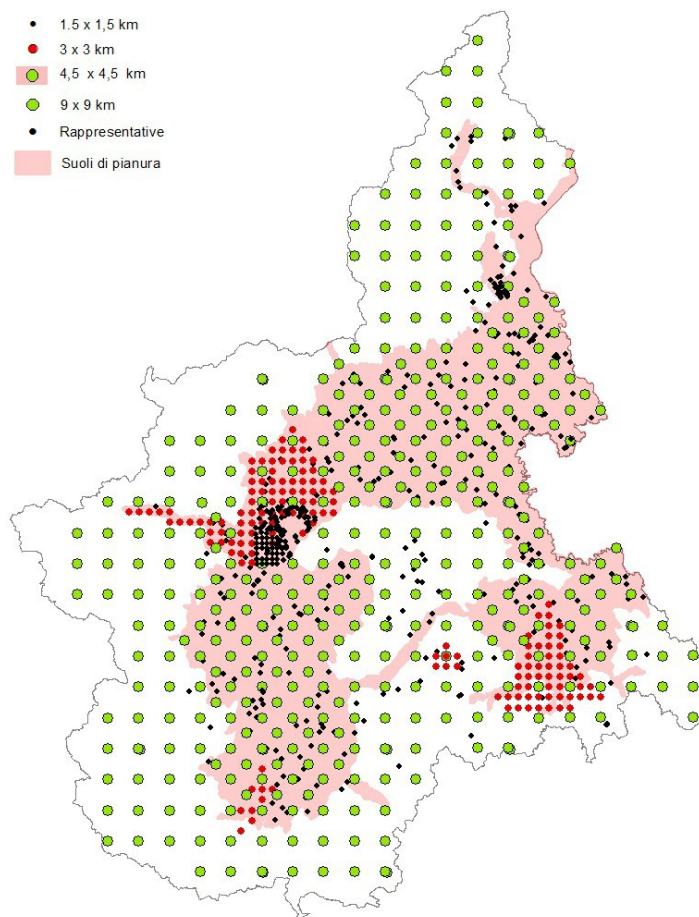 1.5 x 1,5 km
3 x 3 km
4,5 x 4,5 km
9 x 9 km
Rappresentative
Suoli di pianura